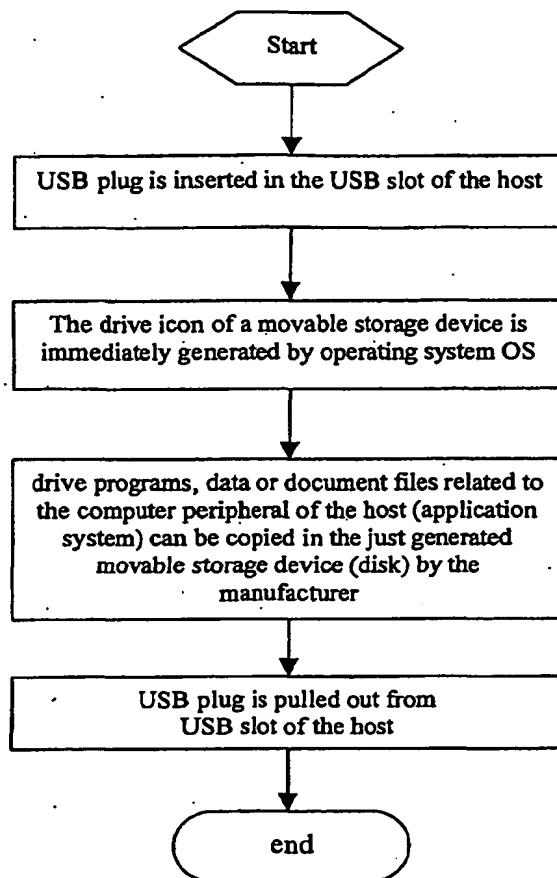 Start
USB plug is inserted in the USB slot of the host
The drive icon of a movable storage device is
immediately generated by operating system OS
drive programs, data or document files related to
the computer peripheral of the host (application
system) can be copied in the just generated
movable storage device (disk) by the
manufacturer
USB plug is pulled out from
USB slot of the host
end